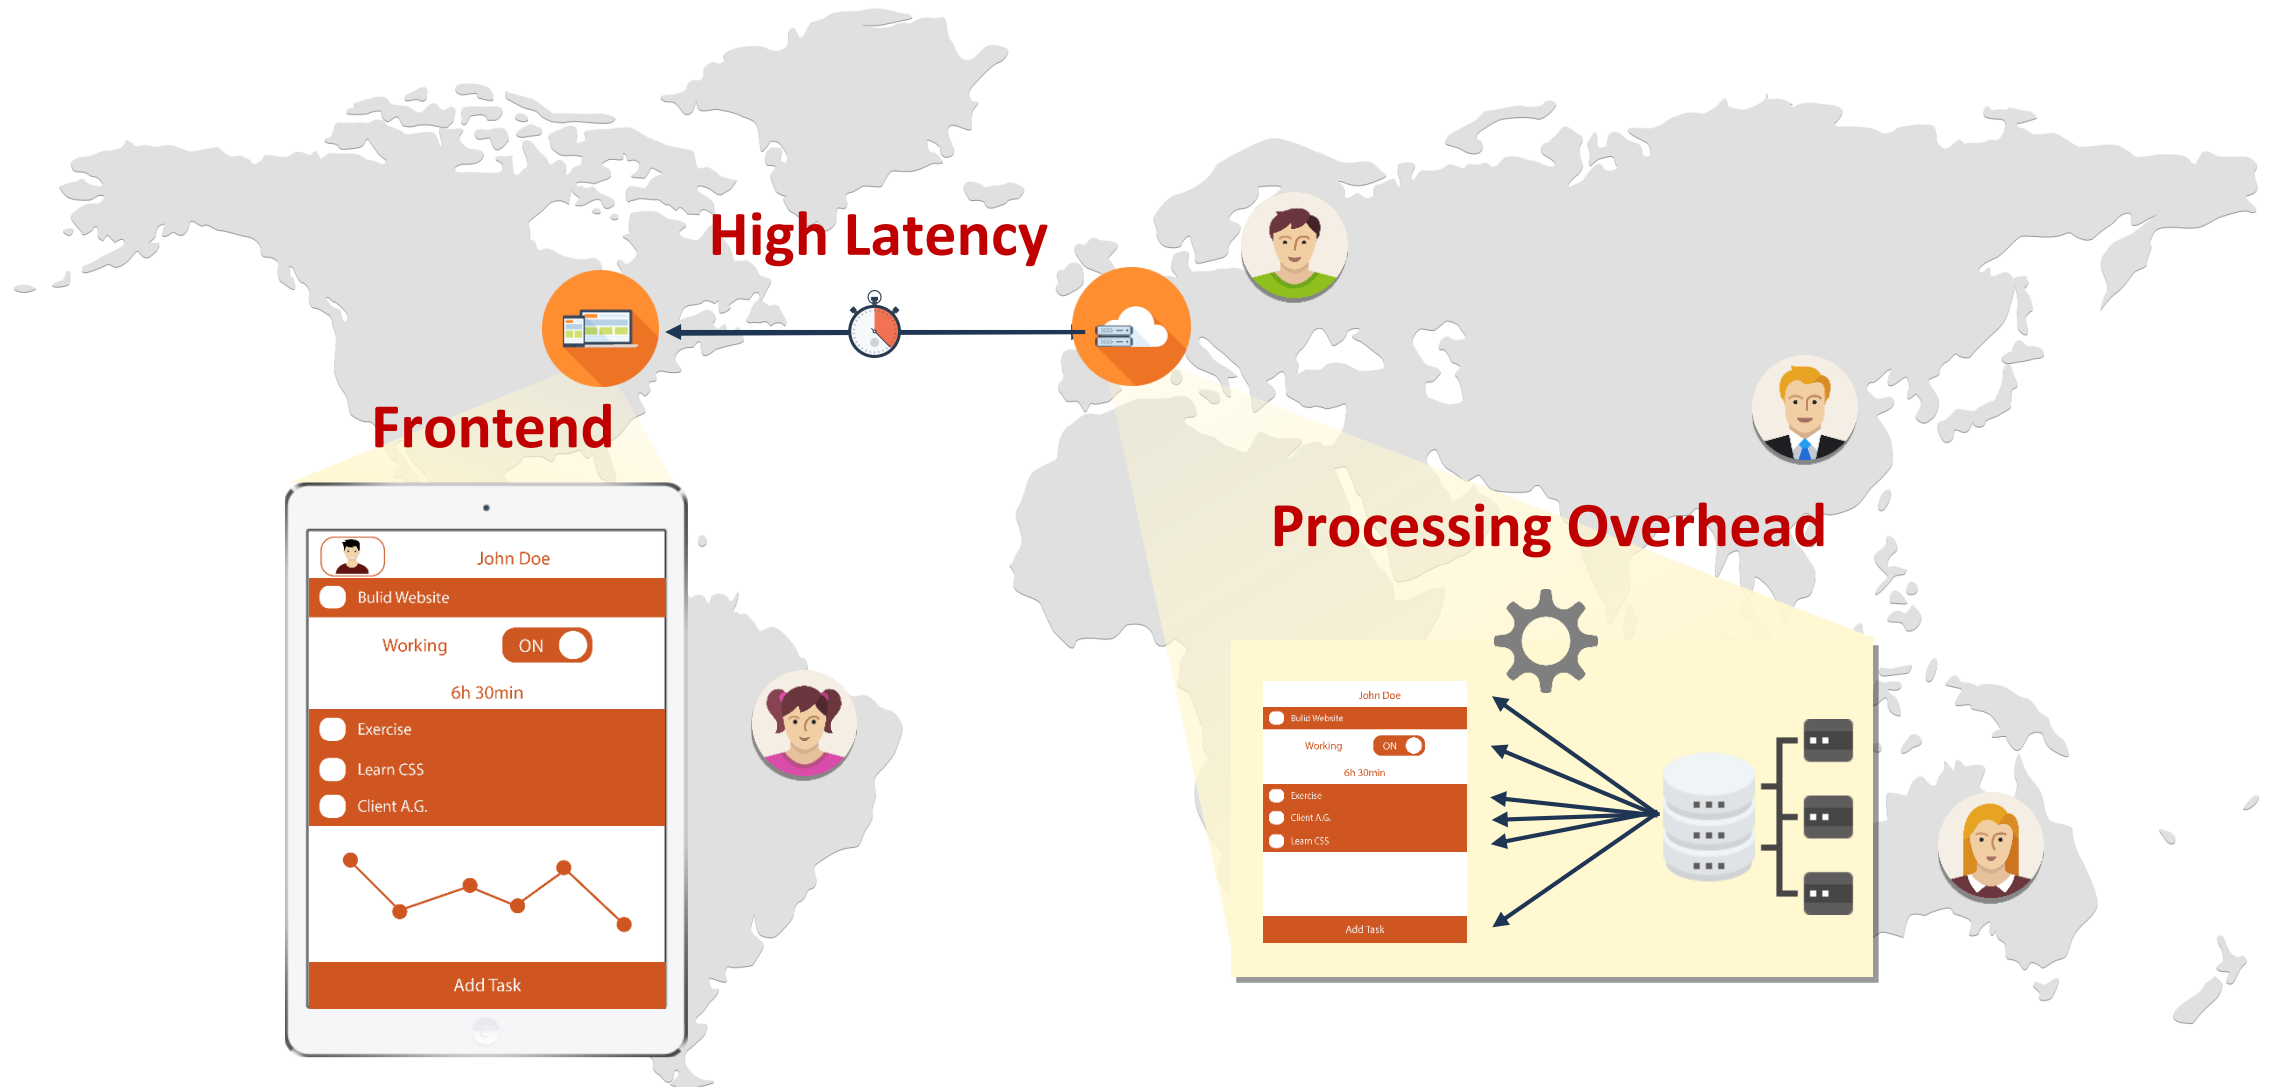 High Latency
Frontend
Processing Overhead
John Doe
Bulid Website
Working ON
6h 30min
Exercise
Learn CSS
Client A.G.
Add Task
John Doe
Bulid Website
Working ON
6h 30min
Exercise
Client A.G.
Learn CSS
Add Task